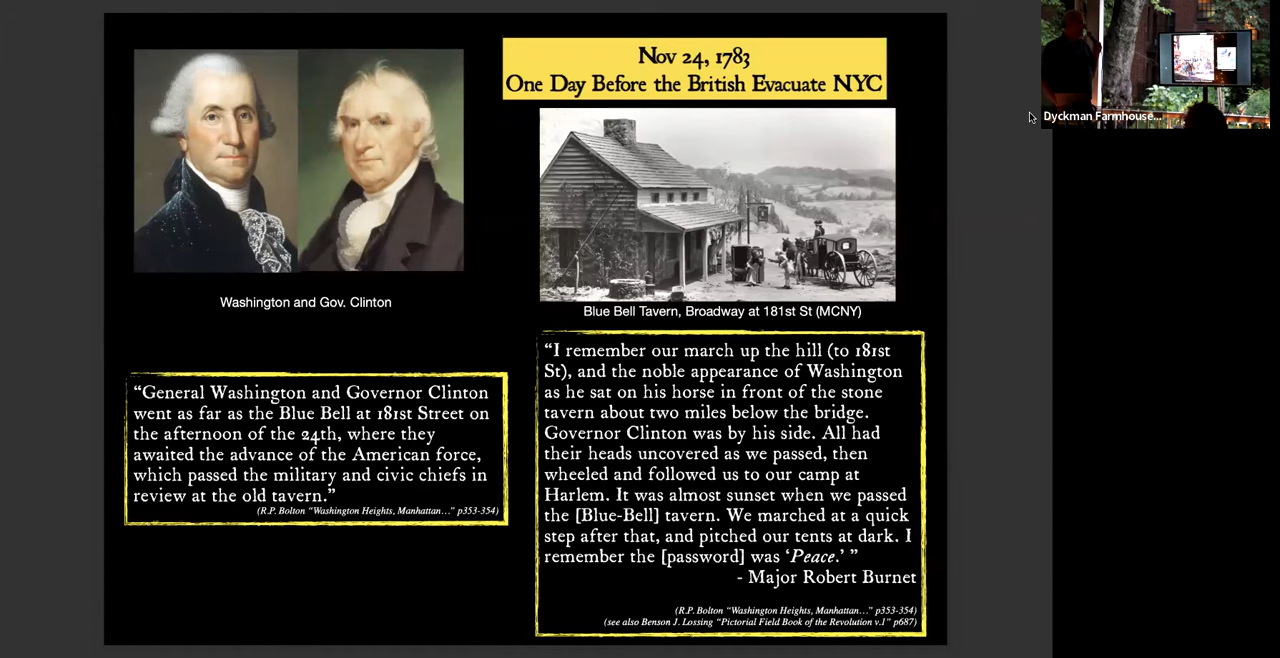 Nov 24, 1783
One Day Before the British Evacuate NYC
Washington and Gov. Clinton
Blue Bell Tavern, Broadway at 181st St (MCNY)
“General Washington and Governor Clinton
went as far as the Blue Bell at 181st Street on
the afternoon of the 24th, where they
awaited the advance of the American force,
which passed the military and civic chiefs in
review at the old tavern.”
(R.P. Bolton “Washington Heights, Manhattan…” p353-354)
“I remember our march up the hill (to 181st
St), and the noble appearance of Washington
as he sat on his horse in front of the stone
tavern about two miles below the bridge.
Governor Clinton was by his side. All had
their heads uncovered as we passed, then
wheeled and followed us to our camp at
Harlem. It was almost sunset when we passed
the [Blue-Bell] tavern. We marched at a quick
step after that, and pitched our tents at dark. I
remember the [password] was ‘Peace.’ ”
- Major Robert Burnet
(R.P. Bolton “Washington Heights, Manhattan…” p353-354)
(see also Benson J. Lossing “Pictorial Field Book of the Revolution v.I” p687)
Dyckman Farmhouse...